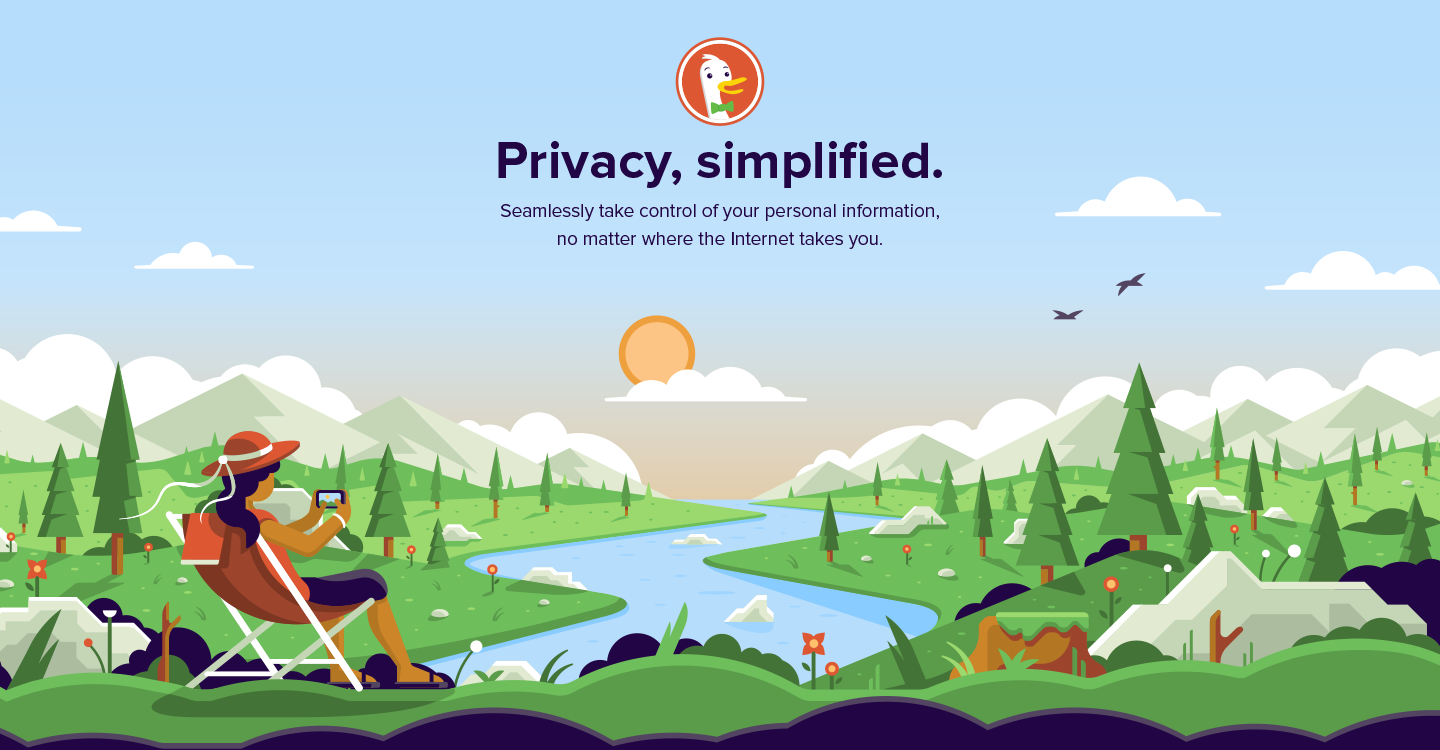 Privacy, simplified.
Seamlessly take control of your personal information,
no matter where the Internet takes you.